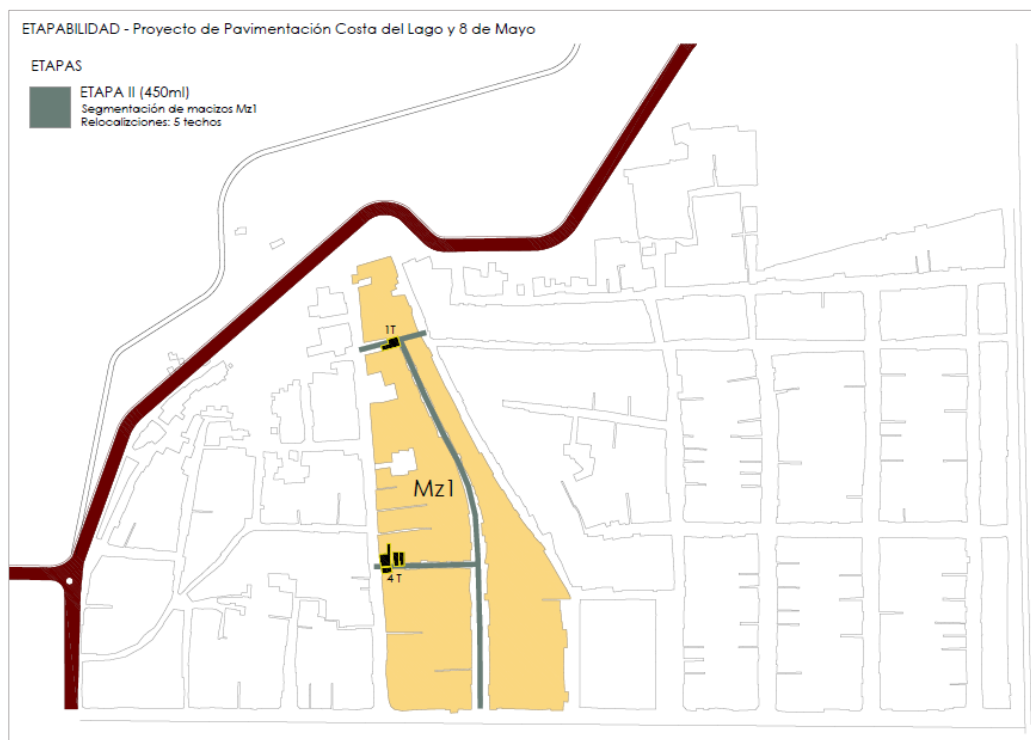 ETAPABILIDAD - Proyecto de Pavimentación Costa del Lago y 8 de Mayo
ETAPAS
ETAPA II (450ml)
Segmentación de macizos Mz1
Relocalizciones: 5 techos
1T
Mz1
4 T